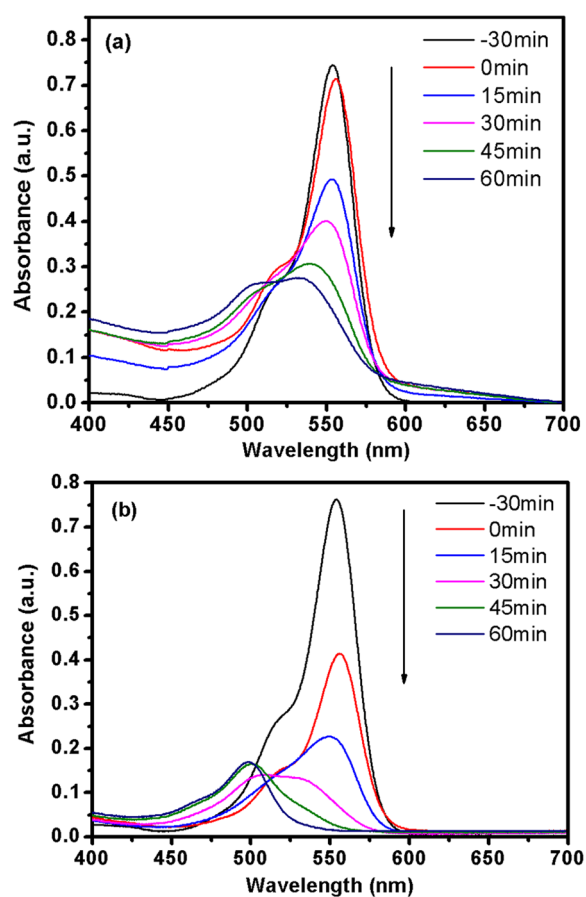 (a)
-30min
0min
15min
30min
45min
60min
0.8
0.7
0.6
0.5
0.4
0.3
0.2
0.1
0.0
Absorbance (a.u.)
400 450 500 550 600 650 700
Wavelength (nm)
(b)
-30min
0min
15min
30min
45min
60min
0.8
0.7
0.6
0.5
0.4
0.3
0.2
0.1
0.0
Absorbance (a.u.)
400 450 500 550 600 650 700
Wavelength (nm)